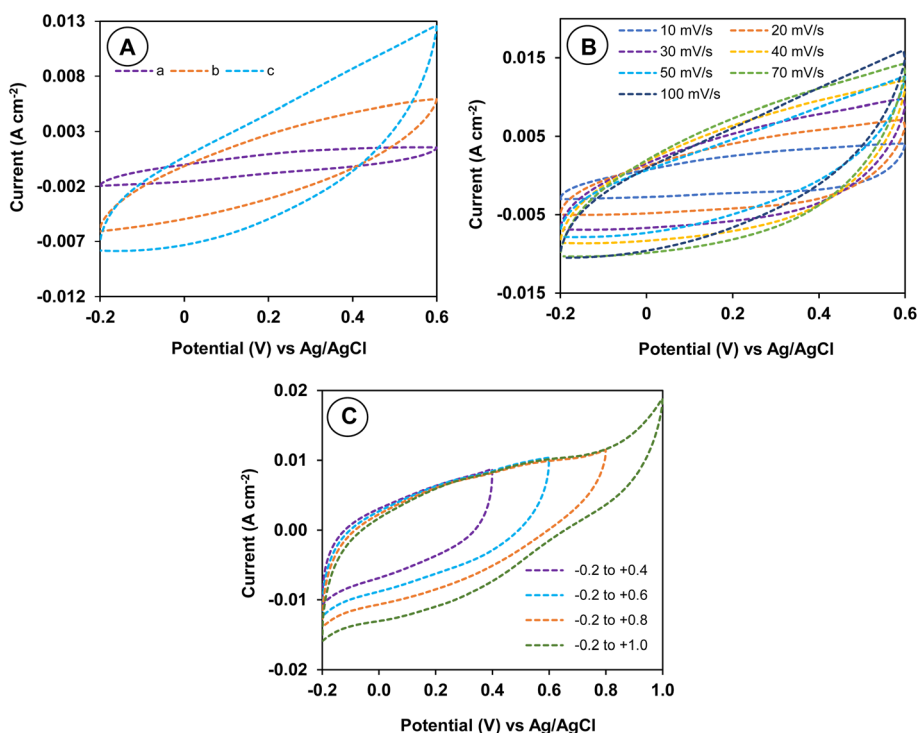 A
a b c
Current (A cm-2)
0.013
0.008
0.003
-0.002
-0.007
-0.012
-0.2 0 0.2 0.4 0.6
Potential (V) vs Ag/AgCl
B
10 mV/s 20 mV/s
30 mV/s 40 mV/s
50 mV/s 70 mV/s
100 mV/s
Current (A cm-2)
0.015
0.005
-0.005
-0.015
-0.2 0 0.2 0.4 0.6
Potential (V) vs Ag/AgCl
C
Current (A cm-2)
0.02
0.01
0.00
-0.01
-0.02
-0.2 to +0.4
-0.2 to +0.6
-0.2 to +0.8
-0.2 to +1.0
-0.2 0.0 0.2 0.4 0.6 0.8 1.0
Potential (V) vs Ag/AgCl